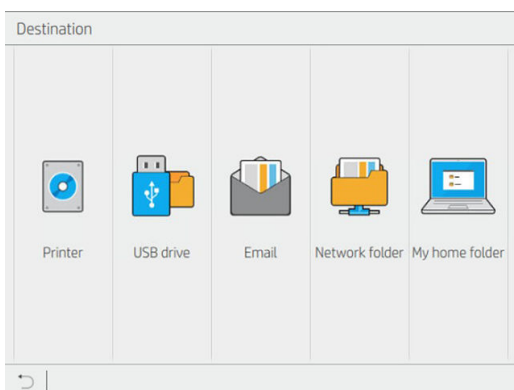 Destination
Printer
USB drive
Email
Network folder
My home folder